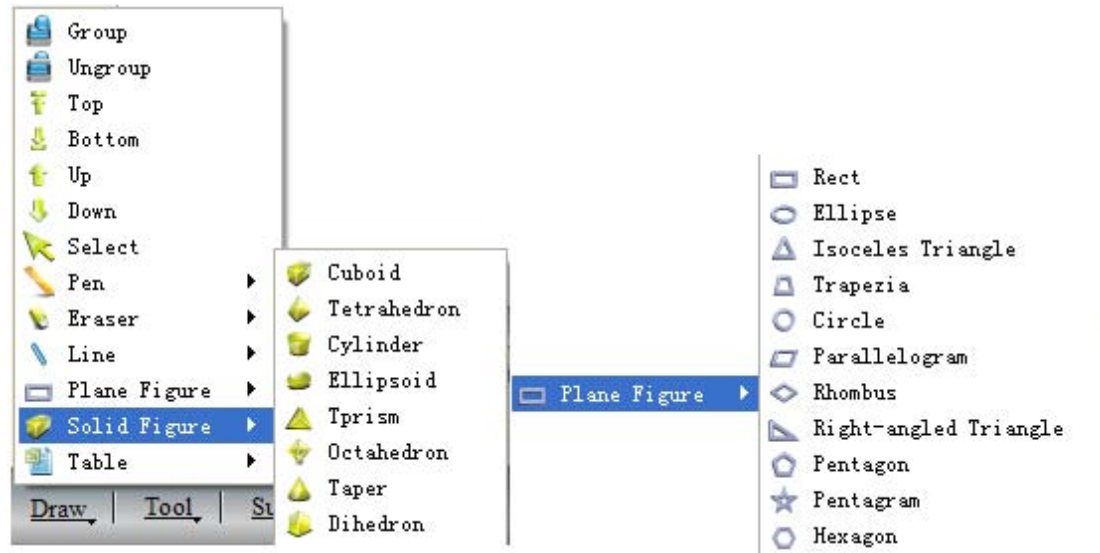 Group
Ungroup
Top
Bottom
Up
Down
Select
Pen
Eraser
Line
Plane Figure
Solid Figure
Table
Draw
Tool
Su
Cuboid
Tetrahedron
Cylinder
Ellipsoid
Tprism
Octahedron
Taper
Dihedron
Plane Figure
Rect
Ellipse
Isoceles Triangle
Trapezia
Circle
Parallelogram
Rhombus
Right-angled Triangle
Pentagon
Pentagram
Hexagon